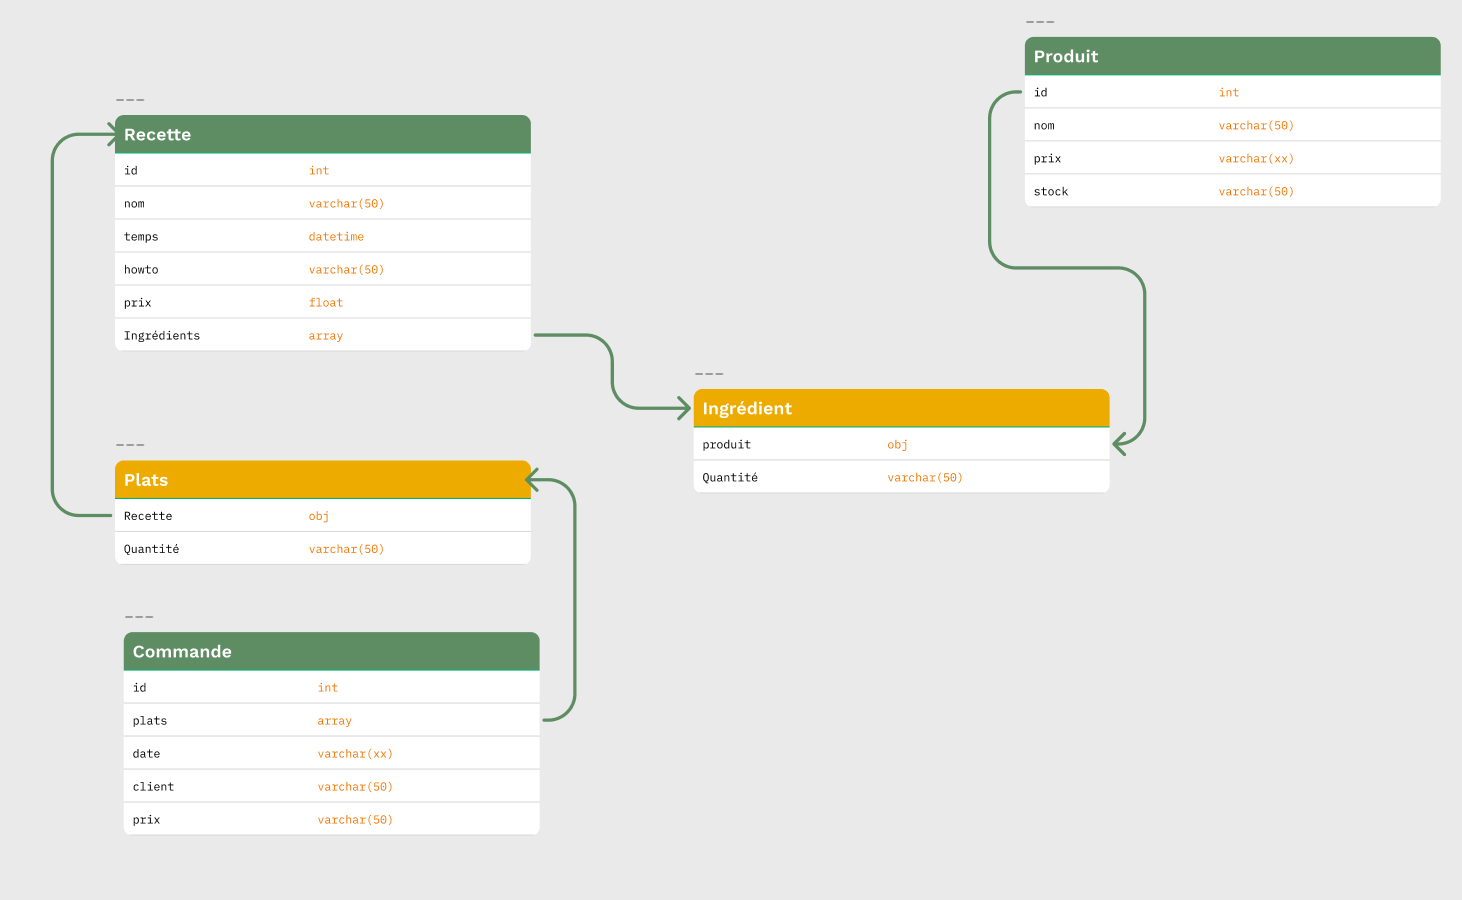 ---
Produit
id int
nom varchar(50)
prix varchar(xx)
stock varchar(50)
---
Recette
id int
nom varchar(50)
temps datetime
howto varchar(50)
prix float
Ingrédients array
---
Ingrédient
produit obj
Quantité varchar(50)
---
Plats
Recette obj
Quantité varchar(50)
---
Commande
id int
plats array
date varchar(xx)
client varchar(50)
prix varchar(50)